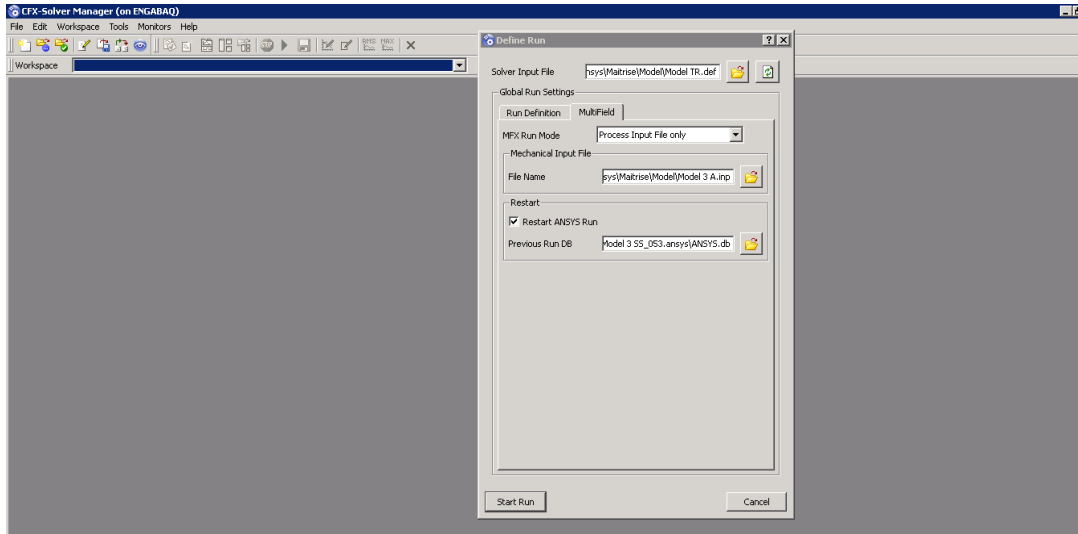 CFX-Solver Manager (on ENGABAQ)
File Edit Workspace Tools Monitors Help
RMS MAX
Workspace
Define Run
Solver Input File nsys\Maitrise\Model\Model TR.def
Global Run Settings
Run Definition MultiField
MFX Run Mode Process Input File only
Mechanical Input File
File Name sys\Maitrise\Model\Model 3 A.inp
Restart
Restart ANSYS Run
Previous Run DB Model 3 SS_053.ansys\ANSYS.db
Start Run Cancel